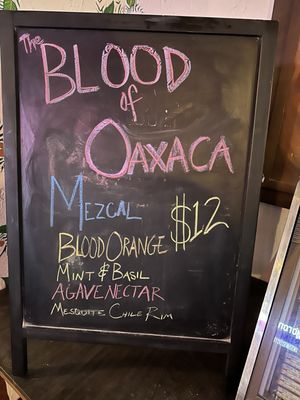 The BLOOD
of
OAXACA
MEZCAL
$12
BLOOD ORANGE
MINT & BASIL
AGAVE NECTAR
MESQUITE CHILE RIM